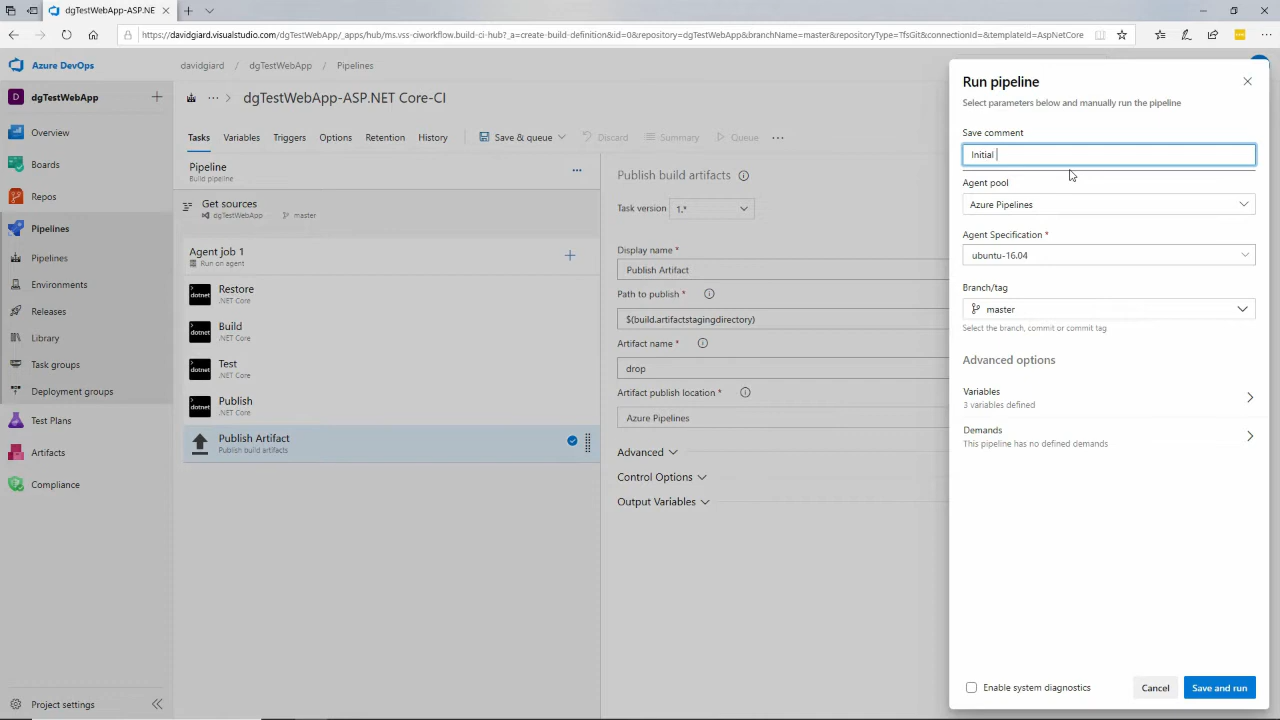 dgTestWebApp-ASP.NE
https://davidgiard.visualstudio.com/dgTestWebApp/_apps/hub/ms.vss-ciworkflow.build-ci-hub?_a=create-build-definition&id=0&repository=dgTestWebApp&branchName=master&repositoryType=TfsGit&connectionId=&templateId=AspNetCore
Azure DevOps
davidgiard / dgTestWebApp / Pipelines
dgTestWebApp
Overview
Boards
Repos
Pipelines
Pipelines
Environments
Releases
Library
Task groups
Deployment groups
Test Plans
Artifacts
Compliance
Project settings
dgTestWebApp-ASP.NET Core-CI
Tasks Variables Triggers Options Retention History Save & queue Discard Summary Queue
Pipeline
Build pipeline
Get sources
dgTestWebApp master
Agent job 1
Run on agent
Restore
.NET Core
Build
.NET Core
Test
.NET Core
Publish
.NET Core
Publish Artifact
Publish build artifacts
dotnet
dotnet
dotnet
dotnet
Publish build artifacts
Task version 1.*
Display name *
Publish Artifact
Path to publish *
$(build.artifactstagingdirectory)
Artifact name *
drop
Artifact publish location *
Azure Pipelines
Advanced
Control Options
Output Variables
Run pipeline
Select parameters below and manually run the pipeline
Save comment
Initial
Agent pool
Azure Pipelines
Agent Specification *
ubuntu-16.04
Branch/tag
master
Select the branch, commit or commit tag
Advanced options
Variables
3 variables defined
Demands
This pipeline has no defined demands
Enable system diagnostics
Cancel
Save and run